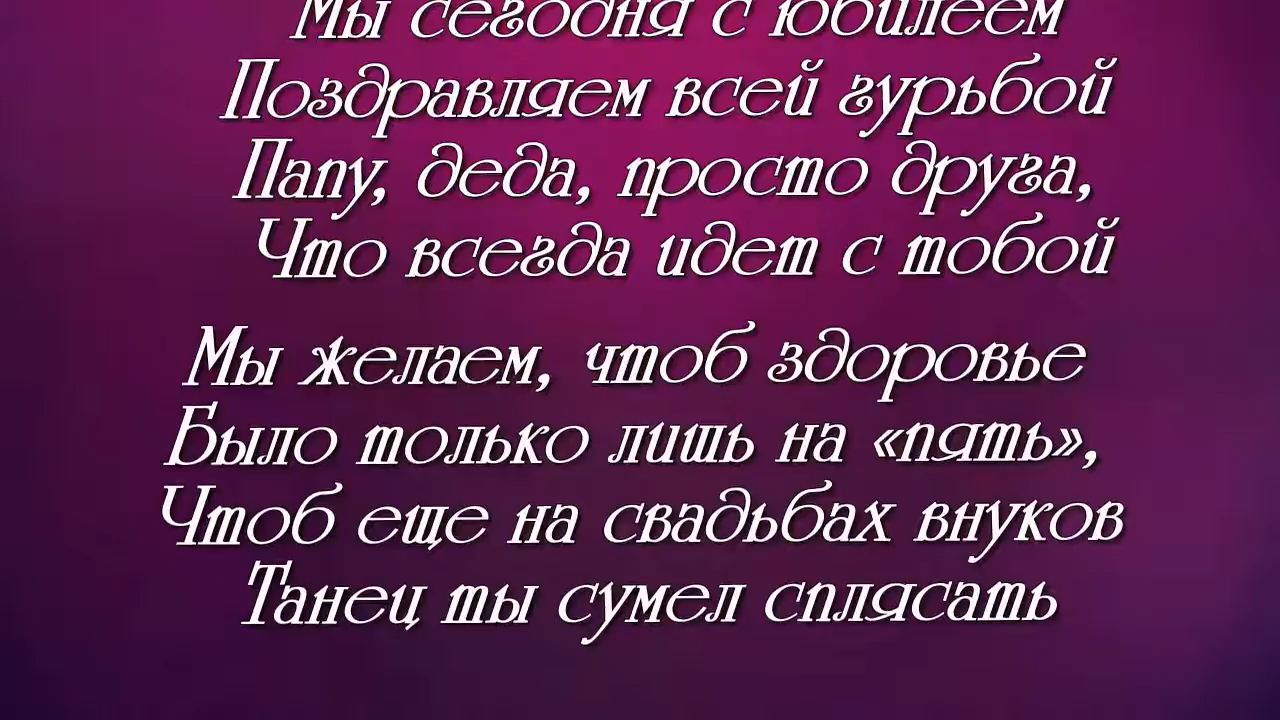 Мы сегодня с юбилеем
Поздравляем всей гурьбой
Папу, деда, просто друга,
Что всегда идет с тобой
Мы желаем, чтоб здоровье
Было только лишь на «пять»,
Чтоб еще на свадьбах внуков
Танец ты сумел сплясать